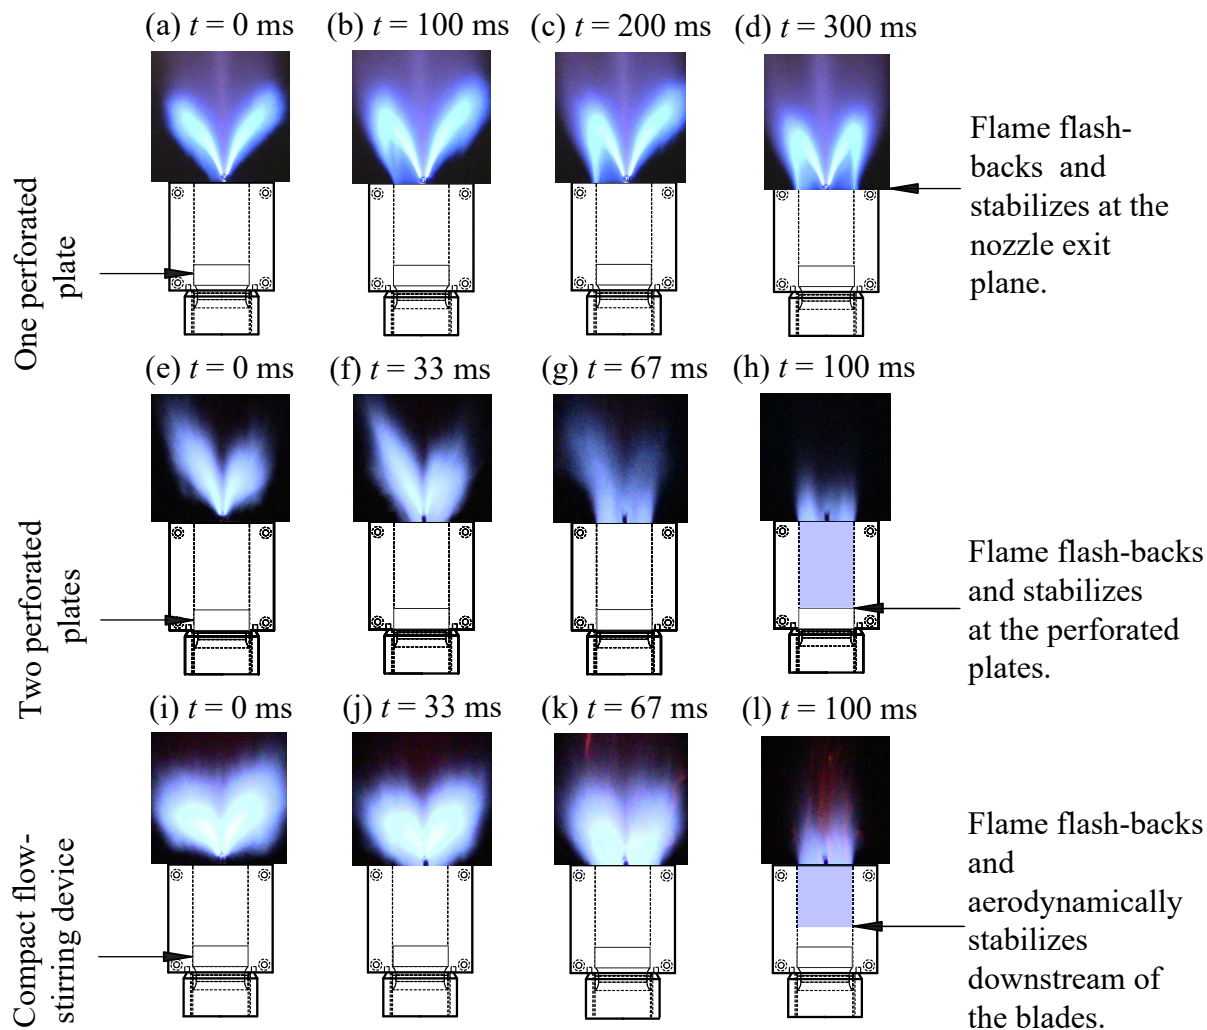 (a) t = 0 ms
(b) t = 100 ms
(c) t = 200 ms
(d) t = 300 ms
One perforated
plate
Flame flash-
backs and
stabilizes at the
nozzle exit
plane.
(e) t = 0 ms
(f) t = 33 ms
(g) t = 67 ms
(h) t = 100 ms
Two perforated
plates
Flame flash-backs
and stabilizes
at the perforated
plates.
(i) t = 0 ms
(j) t = 33 ms
(k) t = 67 ms
(l) t = 100 ms
Compact flow-
stirring device
Flame flash-backs
and
aerodynamically
stabilizes
downstream of
the blades.